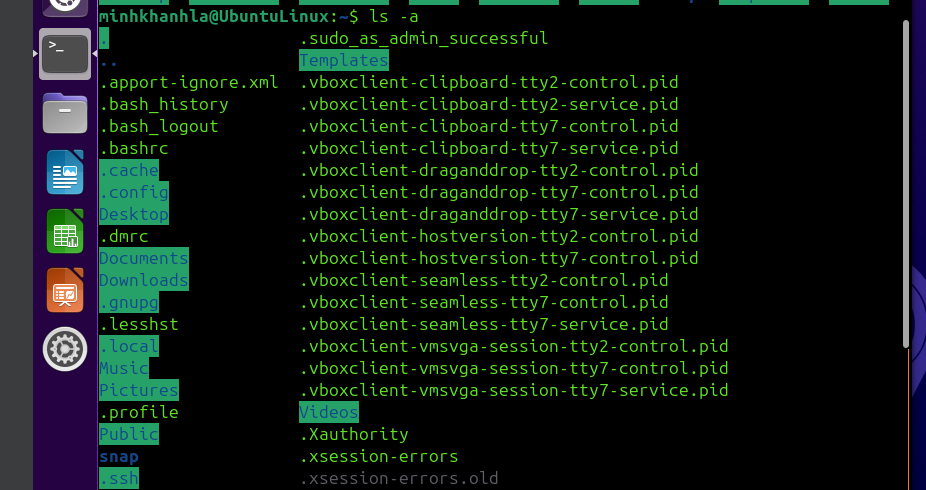 minhkhanhla@UbuntuLinux:~$ ls -a
. .sudo_as_admin_successful
.. Templates
.apport-ignore.xml .vboxclient-clipboard-tty2-control.pid
.bash_history .vboxclient-clipboard-tty2-service.pid
.bash_logout .vboxclient-clipboard-tty7-control.pid
.bashrc .vboxclient-clipboard-tty7-service.pid
.cache .vboxclient-draganddrop-tty2-control.pid
.config .vboxclient-draganddrop-tty7-control.pid
Desktop .vboxclient-draganddrop-tty7-service.pid
.dmrc .vboxclient-hostversion-tty2-control.pid
Documents .vboxclient-hostversion-tty7-control.pid
Downloads .vboxclient-seamless-tty2-control.pid
.gnupg .vboxclient-seamless-tty7-control.pid
.lesshst .vboxclient-seamless-tty7-service.pid
.local .vboxclient-vmsvga-session-tty2-control.pid
Music .vboxclient-vmsvga-session-tty7-control.pid
Pictures .vboxclient-vmsvga-session-tty7-service.pid
.profile Videos
Public .Xauthority
snap .xsession-errors
.ssh .xsession-errors.old